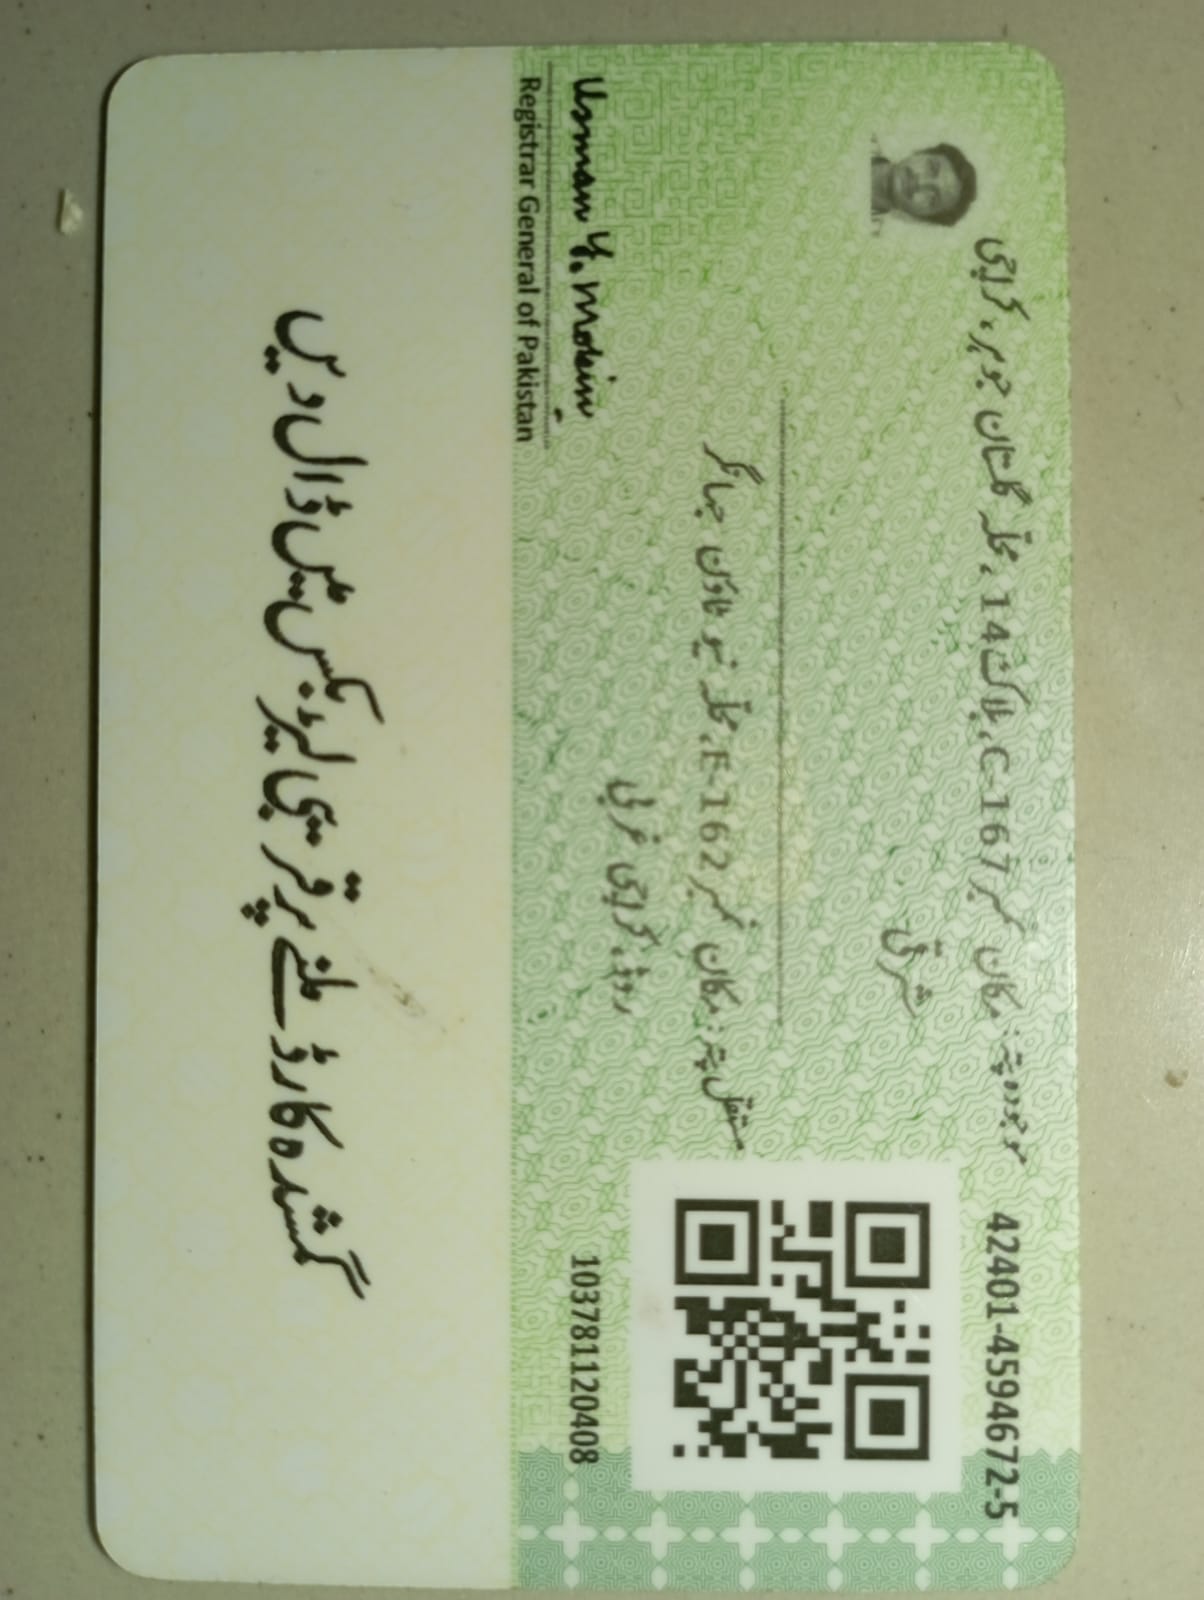 42401-4594672-5
موجودہ پتہ: مکان نمبر C-167، بلاک 14، محلہ گلستان جوہر، کراچی
شرقی
مستقل پتہ: مکان نمبر E-162، محلہ نیو ٹاؤن جہانگیر
روڈ، کراچی غربی
103781120408
Usman Y. Mobin
Registrar General of Pakistan
گمشدہ کارڈ ملنے پر قریبی لیٹر بکس میں ڈال دیں